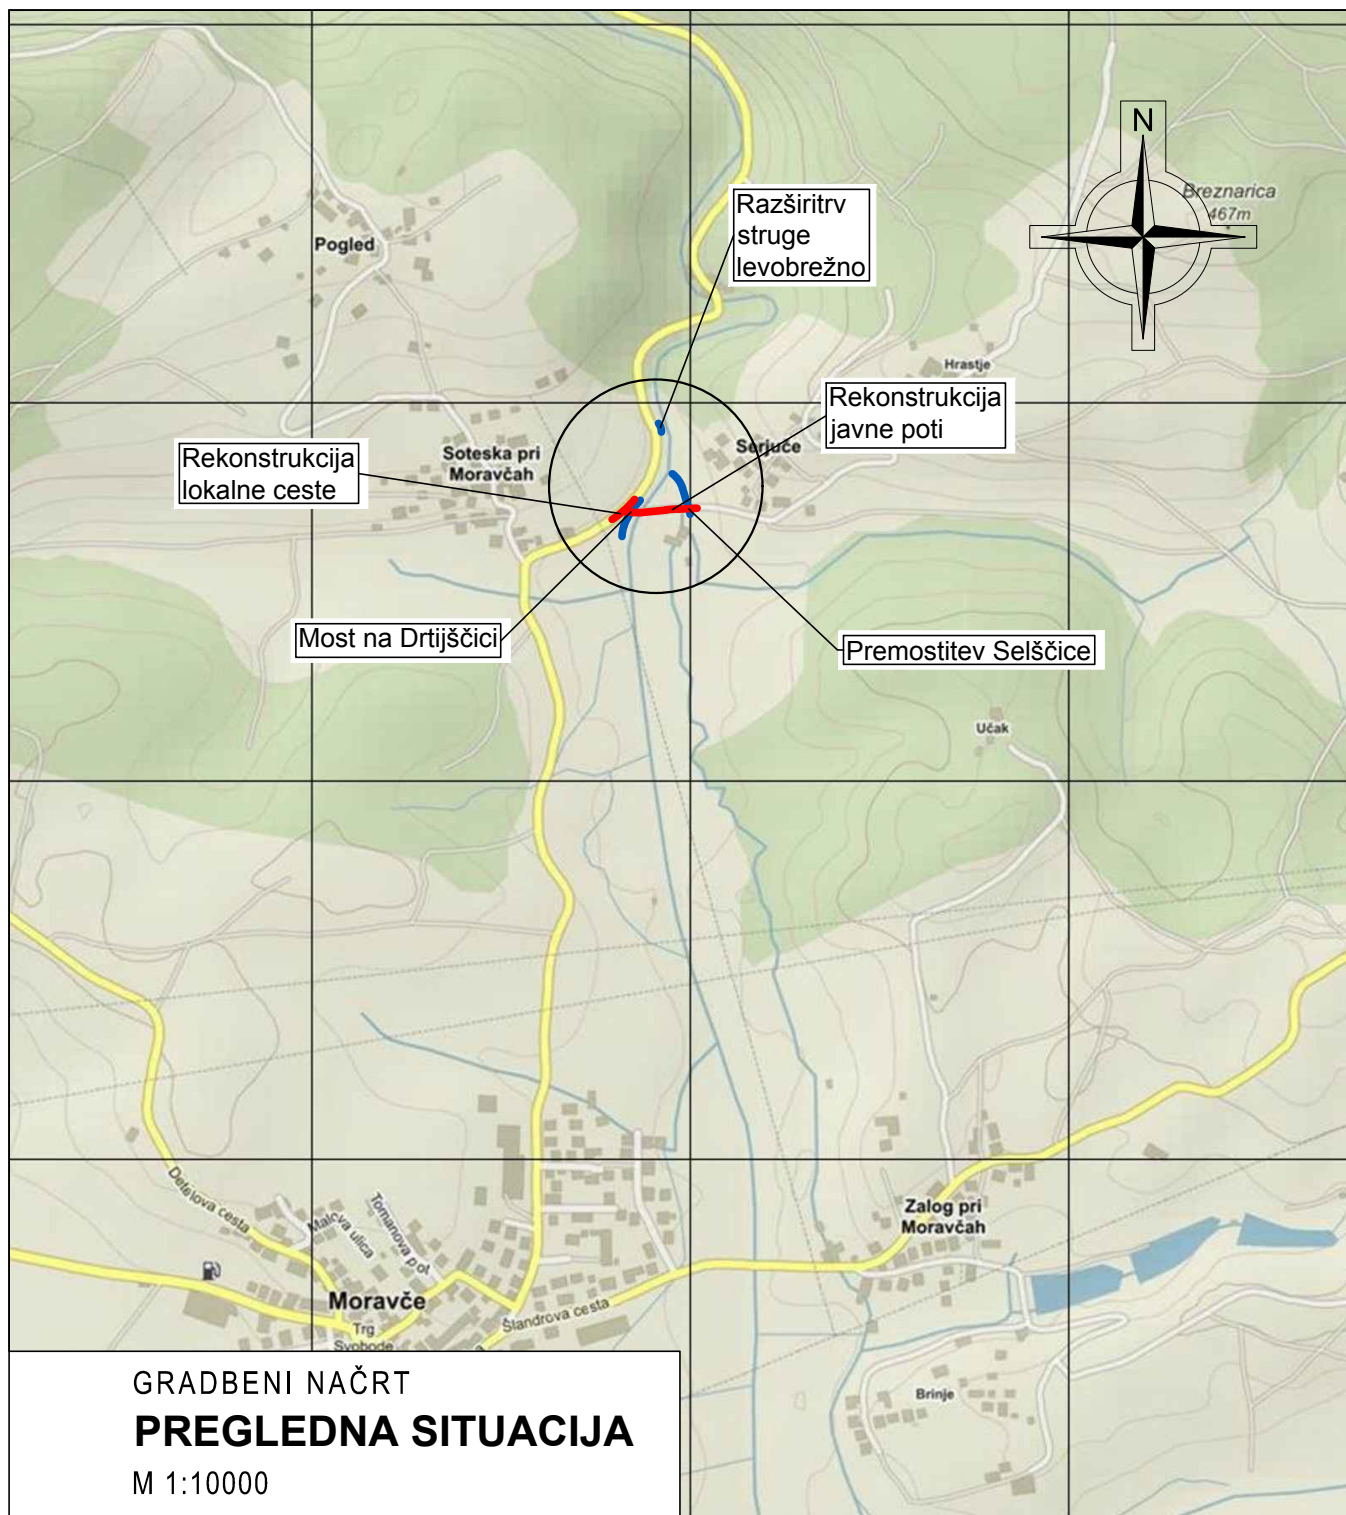 N
Breznarica
467m
Razširitrv
struge
levobrežno
Pogled
Hrastje
Rekonstrukcija
javne poti
Serjuče
Soteska pri
Moravčah
Rekonstrukcija
lokalne ceste
Most na Drtijščici
Premostitev Selščice
Učak
Detelova cesta
Malova ulica
Tomanova pot
Zalog pri
Moravčah
Moravče
Trg
Svobode
Šlandrova cesta
Brinje
GRADBENI NAČRT
PREGLEDNA SITUACIJA
M 1:10000